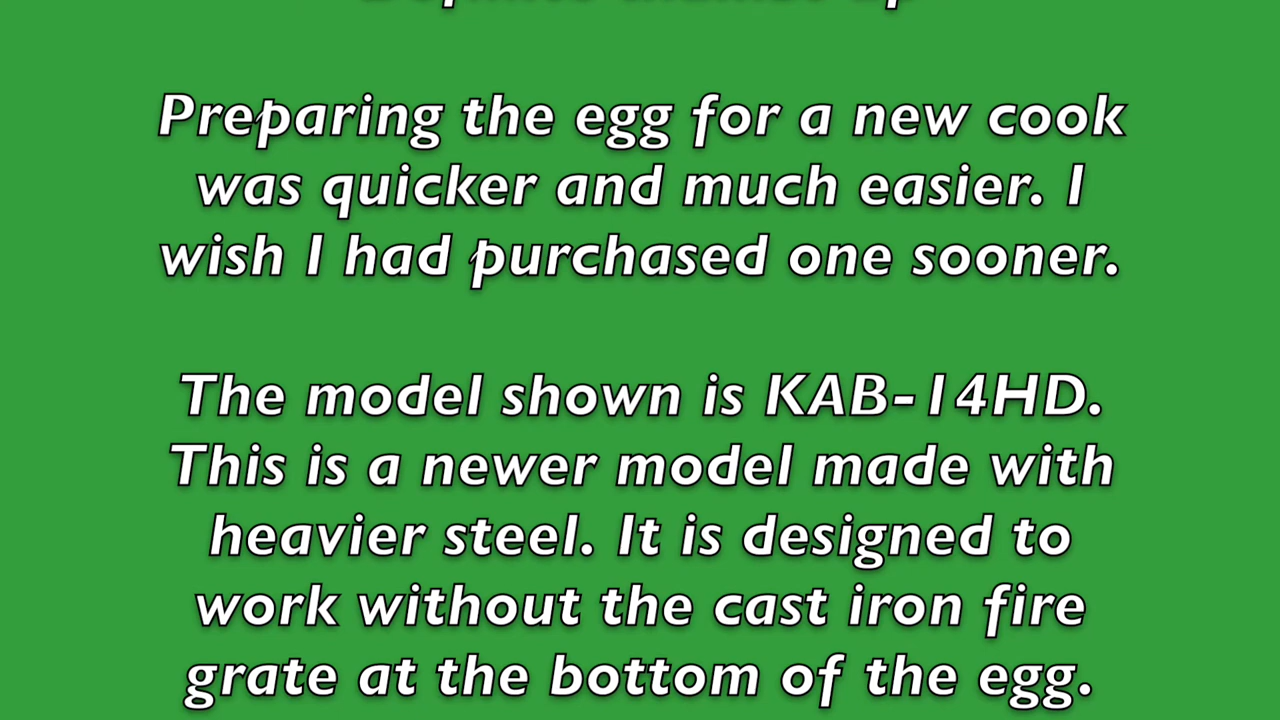 Preparing the egg for a new cook
was quicker and much easier. I
wish I had purchased one sooner.
The model shown is KAB-14HD.
This is a newer model made with
heavier steel. It is designed to
work without the cast iron fire
grate at the bottom of the egg.